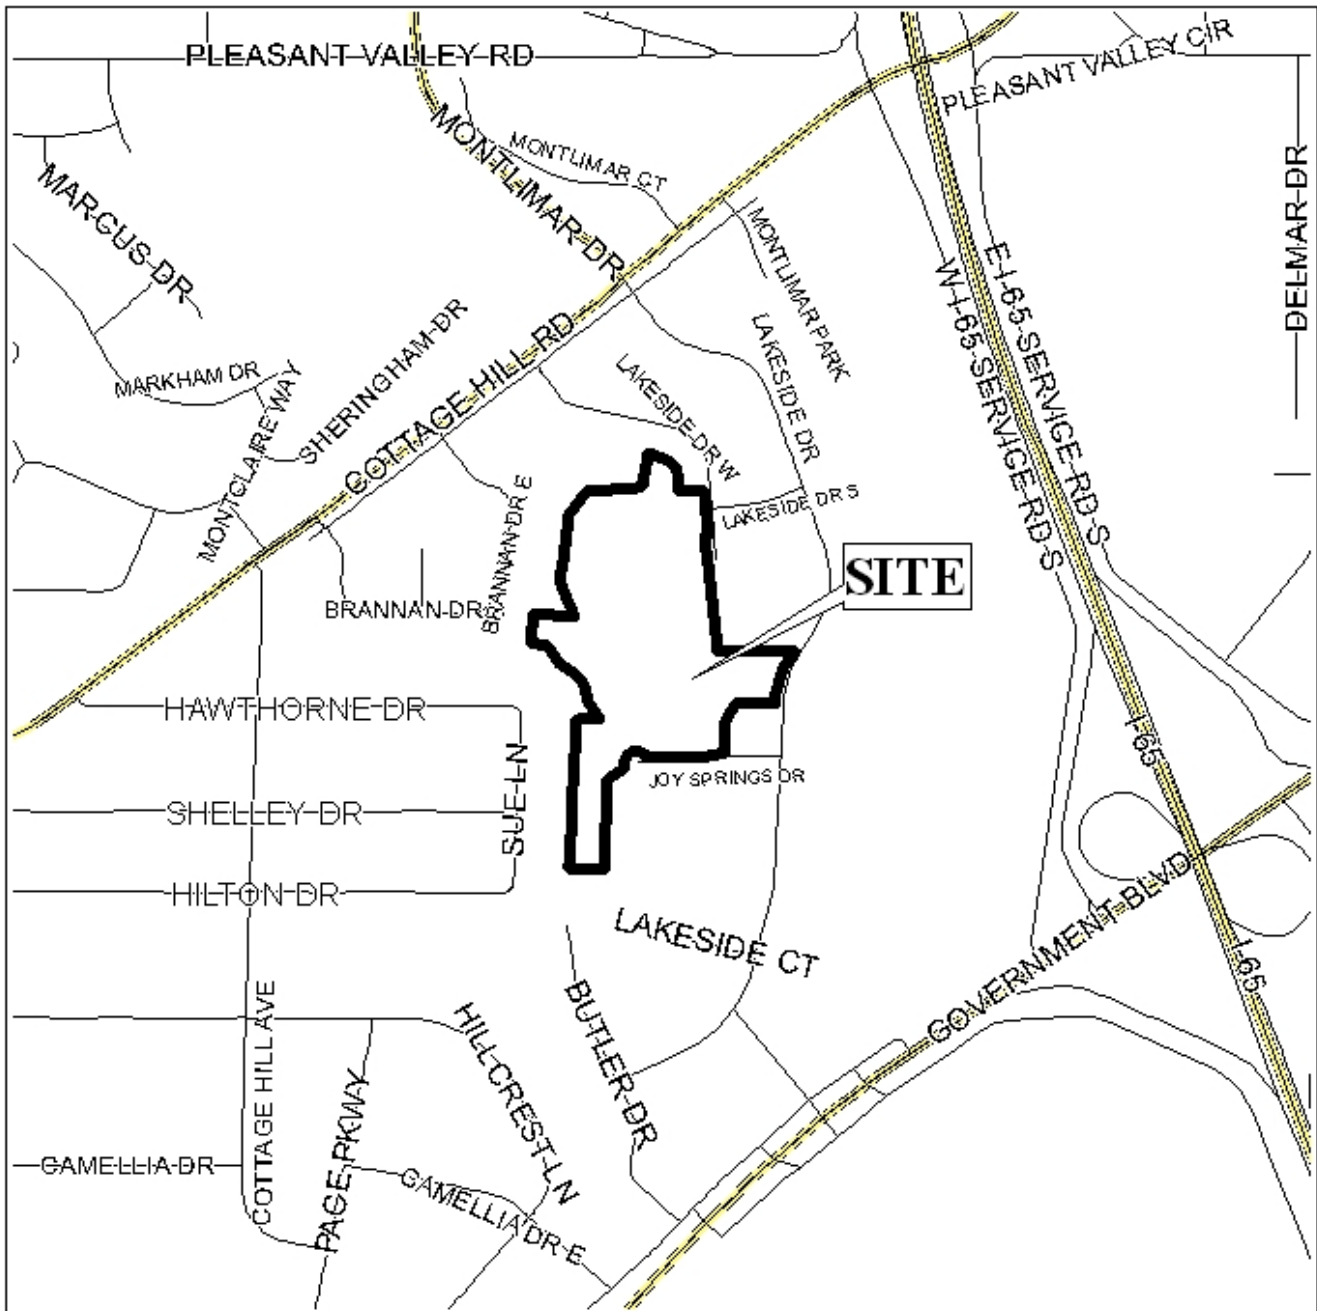 PLEASANT VALLEY RD
PLEASANT VALLEY CIR
MONTLIMAR DR
MONTLIMAR CT
MARCUS DR
DELMAR DR
MONTLIMAR PARK
E I-65 SERVICE RD S
W I-65 SERVICE RD S
SHERINGHAM DR
COTTAGE HILL RD
LAKESIDE DR
LAKESIDE DR W
MARKHAM DR
MONTCLAIRE WAY
LAKESIDE DR S
BRANNAN DR E
SITE
BRANNAN DR S
HAWTHORNE DR
I-65
SUE LN
JOY SPRINGS DR
SHELLEY DR
HILTON DR
GOVERNMENT BLVD
LAKESIDE CT
I-65
COTTAGE HILL AVE
HILLCREST LN
BUTLER DR
PAGE PKWY
CAMELLIA DR
CAMELLIA DR E